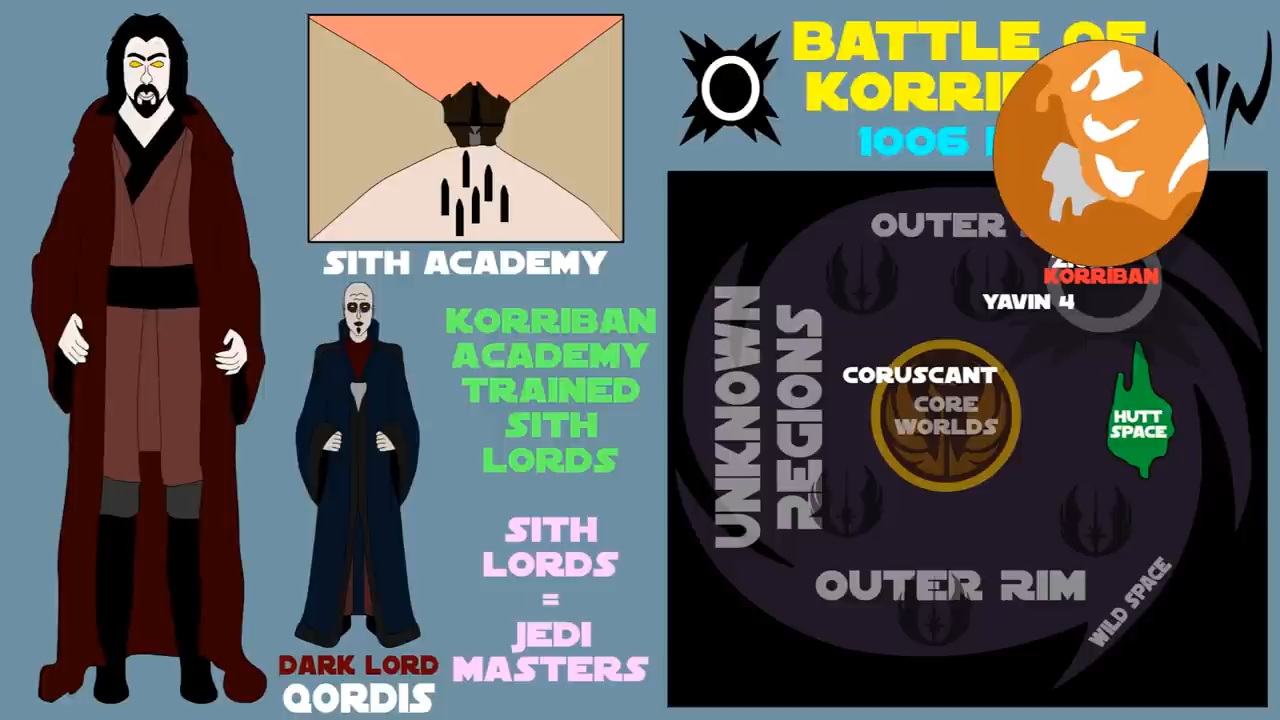 SITH ACADEMY
KORRIBAN
ACADEMY
TRAINED
SITH
LORDS
SITH
LORDS
=
JEDI
MASTERS
DARK LORD
QORDIS
BATTLE OF
1006
OUTER
KORRIBAN
YAVIN 4
UNKNOWN
REGIONS
CORUSCANT
CORE
WORLDS
HUTT
SPACE
OUTER RIM
WILD SPACE